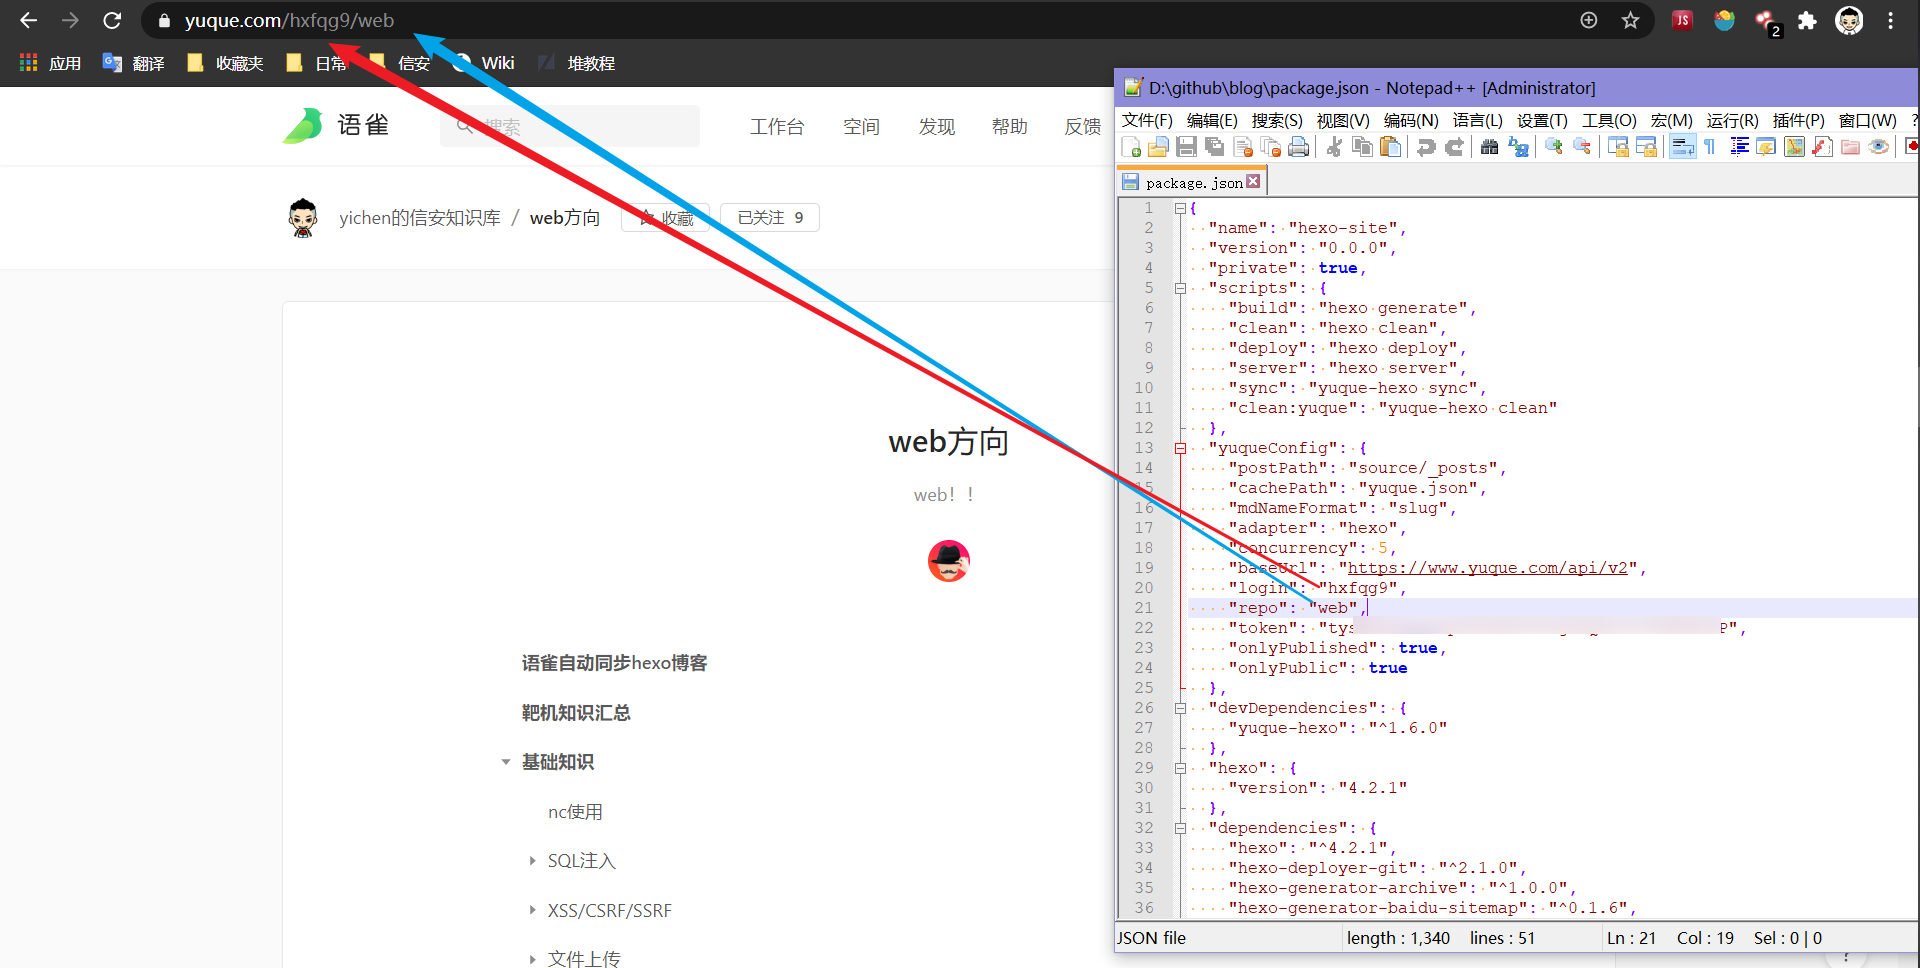 yuque.com/hxfqg9/web
2
应用 翻译 收藏夹 日常 信安 Wiki 堆教程
语雀 搜索 工作台 空间 发现 帮助 反馈
yichen的信安知识库 / web方向 收藏 已关注 9
web方向
web！！
语雀自动同步hexo博客
靶机知识汇总
基础知识
nc使用
SQL注入
XSS/CSRF/SSRF
文件上传
D:\github\blog\package.json - Notepad++ [Administrator]
文件(F) 编辑(E) 搜索(S) 视图(V) 编码(N) 语言(L) 设置(T) 工具(O) 宏(M) 运行(R) 插件(P) 窗口(W) ?
package.json
1 {
2 "name": "hexo-site",
3 "version": "0.0.0",
4 "private": true,
5 "scripts": {
6 "build": "hexo generate",
7 "clean": "hexo clean",
8 "deploy": "hexo deploy",
9 "server": "hexo server",
10 "sync": "yuque-hexo sync",
11 "clean:yuque": "yuque-hexo clean"
12 },
13 "yuqueConfig": {
14 "postPath": "source/_posts",
15 "cachePath": "yuque.json",
16 "mdNameFormat": "slug",
17 "adapter": "hexo",
18 "concurrency": 5,
19 "baseUrl": "https://www.yuque.com/api/v2",
20 "login": "hxfqg9",
21 "repo": "web",
22 "token": "tys P",
23 "onlyPublished": true,
24 "onlyPublic": true
25 },
26 "devDependencies": {
27 "yuque-hexo": "^1.6.0"
28 },
29 "hexo": {
30 "version": "4.2.1"
31 },
32 "dependencies": {
33 "hexo": "^4.2.1",
34 "hexo-deployer-git": "^2.1.0",
35 "hexo-generator-archive": "^1.0.0",
36 "hexo-generator-baidu-sitemap": "^0.1.6",
JSON file length : 1,340 lines : 51 Ln : 21 Col : 19 Sel : 0 | 0